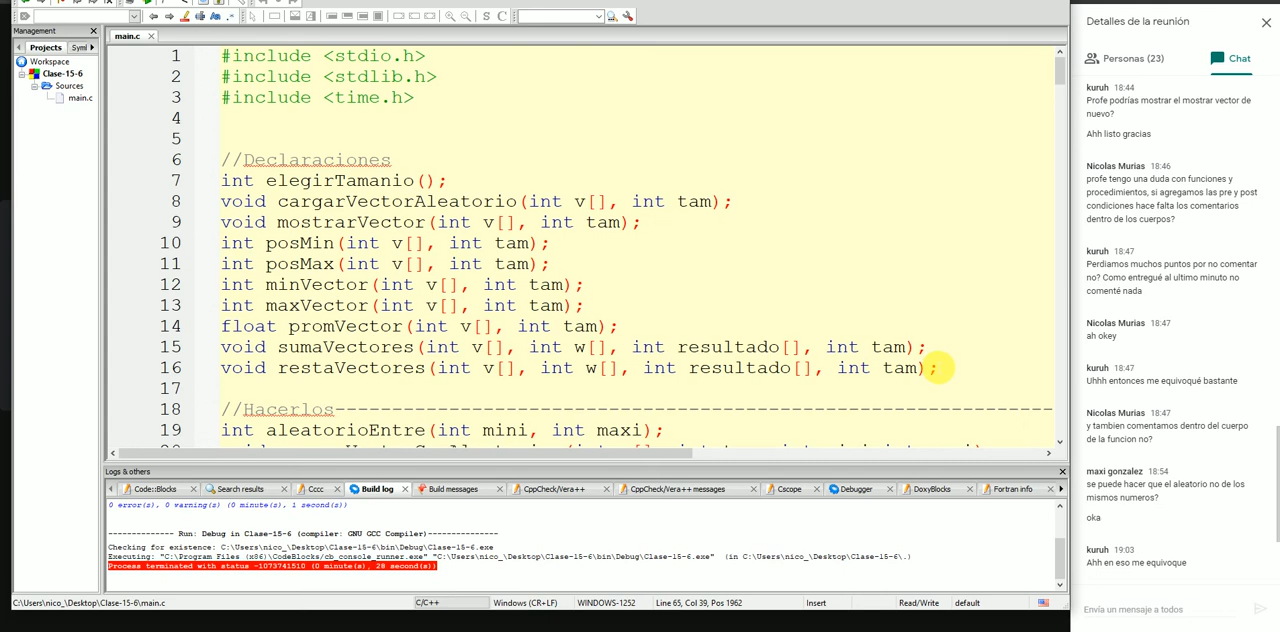 Management
Projects
Symt
Workspace
Clase-15-6
Sources
main.c
main.c
1 #include <stdio.h>
2 #include <stdlib.h>
3 #include <time.h>
4
5
6 //Declaraciones
7 int elegirTamanio();
8 void cargarVectorAleatorio(int v[], int tam);
9 void mostrarVector(int v[], int tam);
10 int posMin(int v[], int tam);
11 int posMax(int v[], int tam);
12 int minVector(int v[], int tam);
13 int maxVector(int v[], int tam);
14 float promVector(int v[], int tam);
15 void sumaVectores(int v[], int w[], int resultado[], int tam);
16 void restaVectores(int v[], int w[], int resultado[], int tam);
17
18 //Hacerlos----------------------------------------------------------------
19 int aleatorioEntre(int mini, int maxi);
Logs & others
Code::Blocks
Search results
Cccc
Build log
Build messages
CppCheck/Vera++
CppCheck/Vera++ messages
Cscope
Debugger
DoxyBlocks
Fortran info
0 error(s), 0 warning(s) (0 minute(s), 1 second(s))
-------------- Run: Debug in Clase-15-6 (compiler: GNU GCC Compiler)---------------
Checking for existence: C:\Users\nico_\Desktop\Clase-15-6\bin\Debug\Clase-15-6.exe
Executing: "C:\Program Files (x86)\CodeBlocks/cb_console_runner.exe" "C:\Users\nico_\Desktop\Clase-15-6\bin\Debug\Clase-15-6.exe"  (in C:\Users\nico_\Desktop\Clase-15-6\.)
Process terminated with status -1073741510 (0 minute(s), 28 second(s))
C:\Users\nico_\Desktop\Clase-15-6\main.c
C/C++
Windows (CR+LF)
WINDOWS-1252
Line 65, Col 39, Pos 1962
Insert
Read/Write
default
Detalles de la reunión
Personas (23)
Chat
kuruh 18:44
Profe podrías mostrar el mostrar vector de
nuevo?
Ahh listo gracias
Nicolas Murias 18:46
profe tengo una duda con funciones y
procedimientos, si agregamos las pre y post
condiciones hace falta los comentarios
dentro de los cuerpos?
kuruh 18:47
Perdiamos muchos puntos por no comentar
no? Como entregué al ultimo minuto no
comenté nada
Nicolas Murias 18:47
ah okey
kuruh 18:47
Uhhh entonces me equivoqué bastante
Nicolas Murias 18:47
y tambien comentamos dentro del cuerpo
de la funcion no?
maxi gonzalez 18:54
se puede hacer que el aleatorio no de los
mismos numeros?
oka
kuruh 19:03
Ahh en eso me equivoque
Envía un mensaje a todos